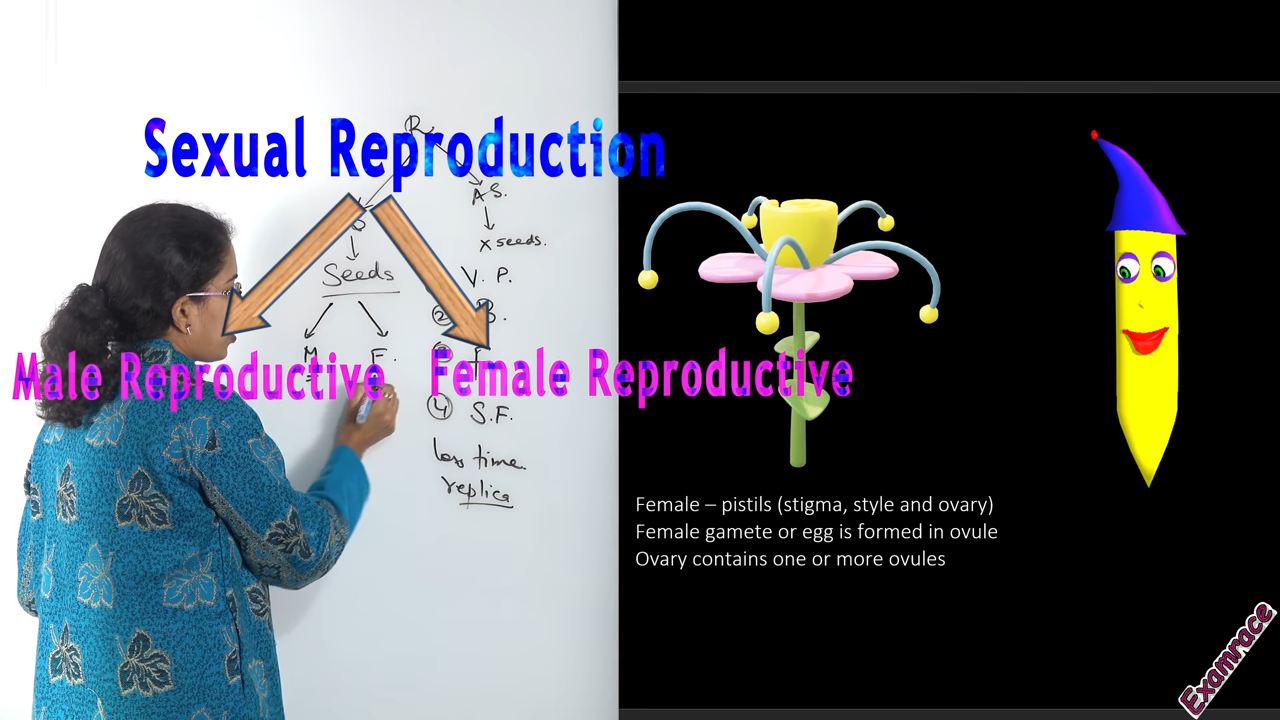 Sexual Reproduction
R
A S.
x seeds.
Seeds
V. P.
M
F.
Male Reproductive
Female Reproductive
4 S.F.
less time.
replica
Female – pistils (stigma, style and ovary)
Female gamete or egg is formed in ovule
Ovary contains one or more ovules
Examrace